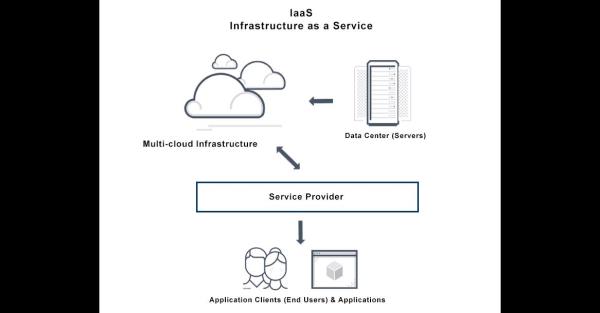 IaaS
Infrastructure as a Service
Data Center (Servers)
Multi-cloud Infrastructure
Service Provider
Application Clients (End Users) & Applications